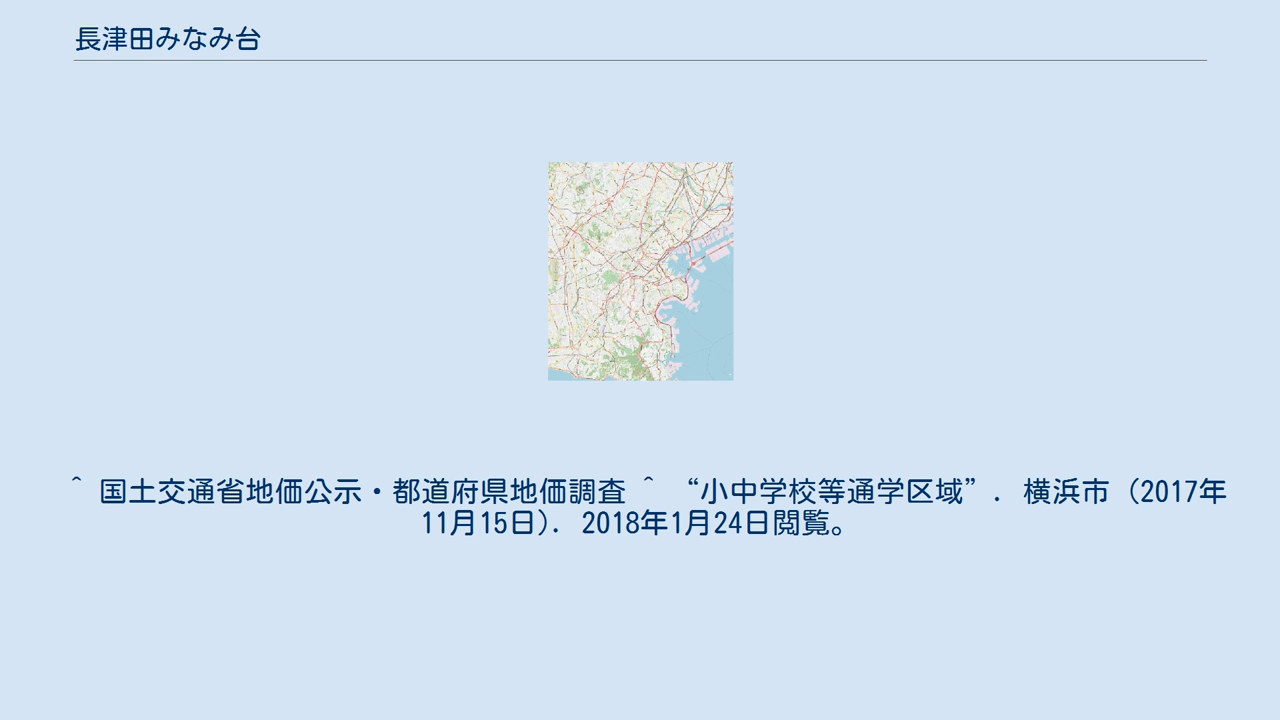 長津田みなみ台
^ 国土交通省地価公示・都道府県地価調査 ^ “小中学校等通学区域”. 横浜市 (2017年
11月15日). 2018年1月24日閲覧。